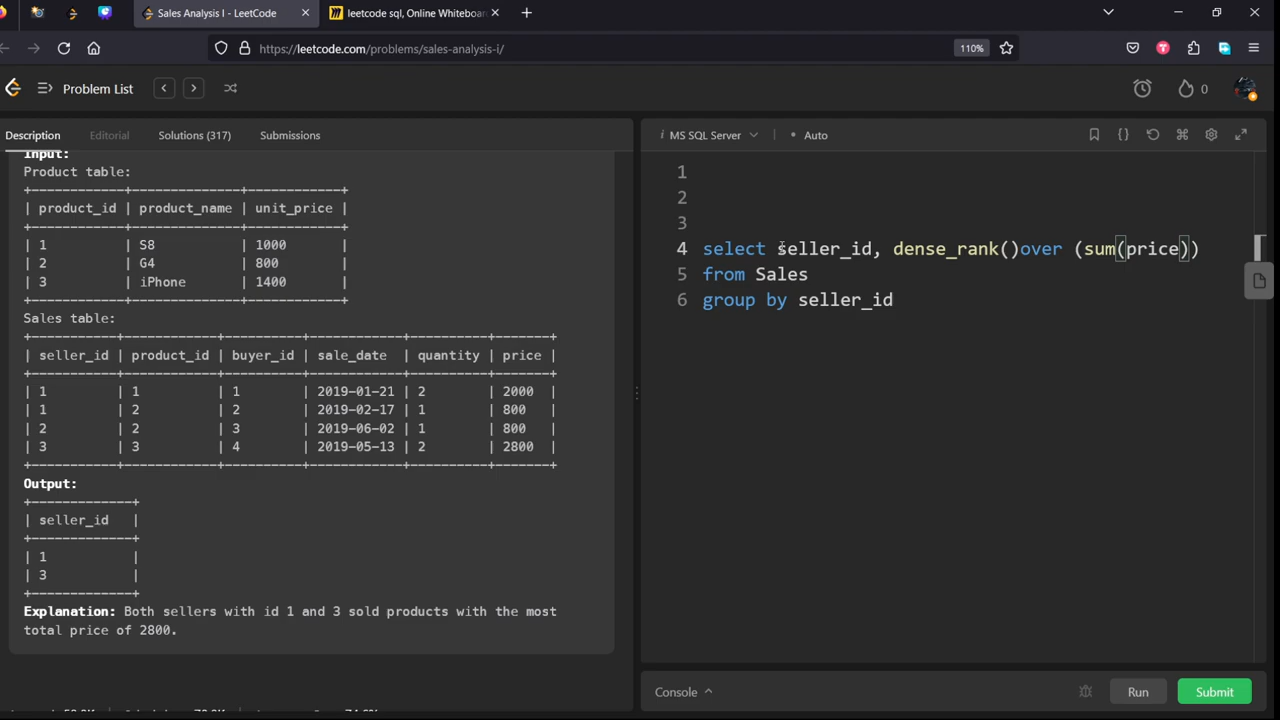 Sales Analysis I - LeetCode
leetcode sql, Online Whiteboard
https://leetcode.com/problems/sales-analysis-i/
110%
Problem List
0
Description Editorial Solutions (317) Submissions
Input:
Product table:
+------------+--------------+------------+
| product_id | product_name | unit_price |
+------------+--------------+------------+
| 1 | S8 | 1000 |
| 2 | G4 | 800 |
| 3 | iPhone | 1400 |
+------------+--------------+------------+
Sales table:
+-----------+------------+----------+------------+----------+-------+
| seller_id | product_id | buyer_id | sale_date | quantity | price |
+-----------+------------+----------+------------+----------+-------+
| 1 | 1 | 1 | 2019-01-21 | 2 | 2000 |
| 1 | 2 | 2 | 2019-02-17 | 1 | 800 |
| 2 | 2 | 3 | 2019-06-02 | 1 | 800 |
| 3 | 3 | 4 | 2019-05-13 | 2 | 2800 |
+-----------+------------+----------+------------+----------+-------+
Output:
+-------------+
| seller_id |
+-------------+
| 1 |
| 3 |
+-------------+
Explanation: Both sellers with id 1 and 3 sold products with the most
total price of 2800.
i MS SQL Server • Auto
1
2
3
4 select seller_id, dense_rank()over (sum(price))
5 from Sales
6 group by seller_id
Console
Run
Submit